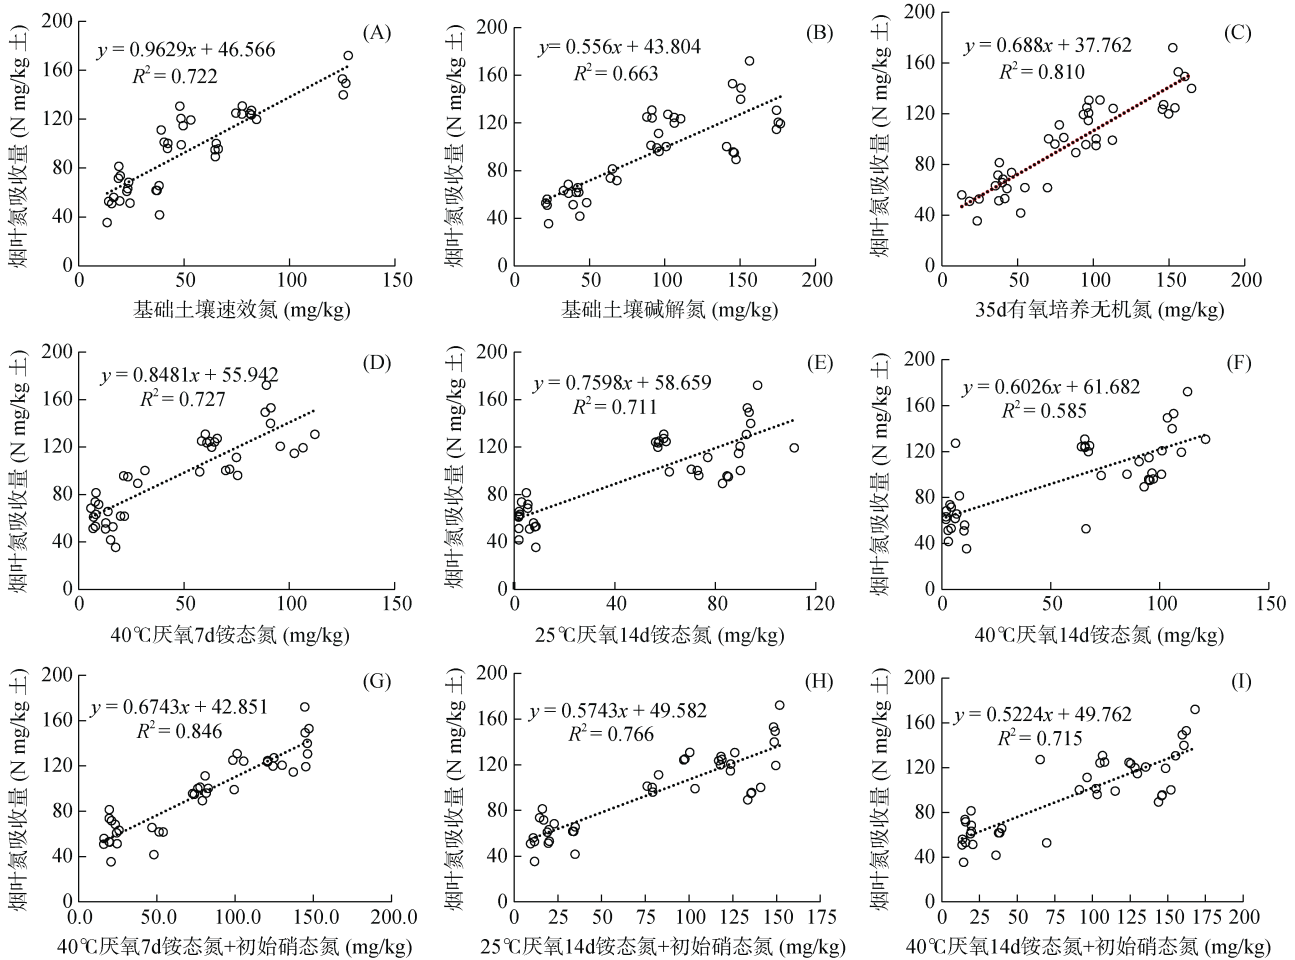 (A)
y = 0.9629x + 46.566
R² = 0.722
烟叶氮吸收量 (N mg/kg 土)
200
160
120
80
40
0
0 50 100 150
基础土壤速效氮 (mg/kg)
(B)
y= 0.556x + 43.804
R² = 0.663
烟叶氮吸收量 (N mg/kg 土)
200
160
120
80
40
0
0 50 100 150 200
基础土壤碱解氮 (mg/kg)
(C)
y = 0.688x + 37.762
R² = 0.810
烟叶氮吸收量 (N mg/kg 土)
200
160
120
80
40
0
0 50 100 150 200
35d有氧培养无机氮 (mg/kg)
(D)
y = 0.8481x + 55.942
R² = 0.727
烟叶氮吸收量 (N mg/kg 土)
200
160
120
80
40
0
0 50 100 150
40℃厌氧7d铵态氮 (mg/kg)
(E)
y = 0.7598x + 58.659
R² = 0.711
烟叶氮吸收量 (N mg/kg 土)
200
160
120
80
40
0
0 40 80 120
25℃厌氧14d铵态氮 (mg/kg)
(F)
y = 0.6026x + 61.682
R² = 0.585
烟叶氮吸收量 (N mg/kg 土)
200
160
120
80
40
0
0 50 100 150
40℃厌氧14d铵态氮 (mg/kg)
(G)
y = 0.6743x + 42.851
R² = 0.846
烟叶氮吸收量 (N mg/kg 土)
200
160
120
80
40
0
0.0 50.0 100.0 150.0 200.0
40℃厌氧7d铵态氮+初始硝态氮 (mg/kg)
(H)
y = 0.5743x + 49.582
R² = 0.766
烟叶氮吸收量 (N mg/kg 土)
200
160
120
80
40
0
0 25 50 75 100 125 150 175
25℃厌氧14d铵态氮+初始硝态氮 (mg/kg)
(I)
y = 0.5224x + 49.762
R² = 0.715
烟叶氮吸收量 (N mg/kg 土)
200
160
120
80
40
0
0 25 50 75 100 125 150 175 200
40℃厌氧14d铵态氮+初始硝态氮 (mg/kg)